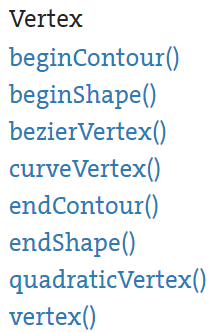 Vertex
beginContour()
beginShape()
bezierVertex()
curveVertex()
endContour()
endShape()
quadraticVertex()
vertex()